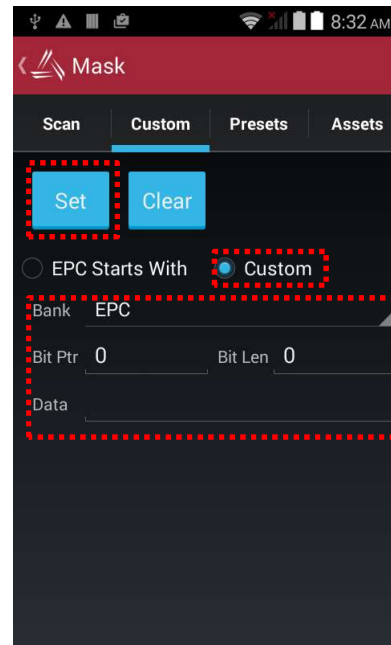 8:32 AM
Mask
Scan Custom Presets Assets
Set Clear
EPC Starts With Custom
Bank EPC
Bit Ptr 0 Bit Len 0
Data